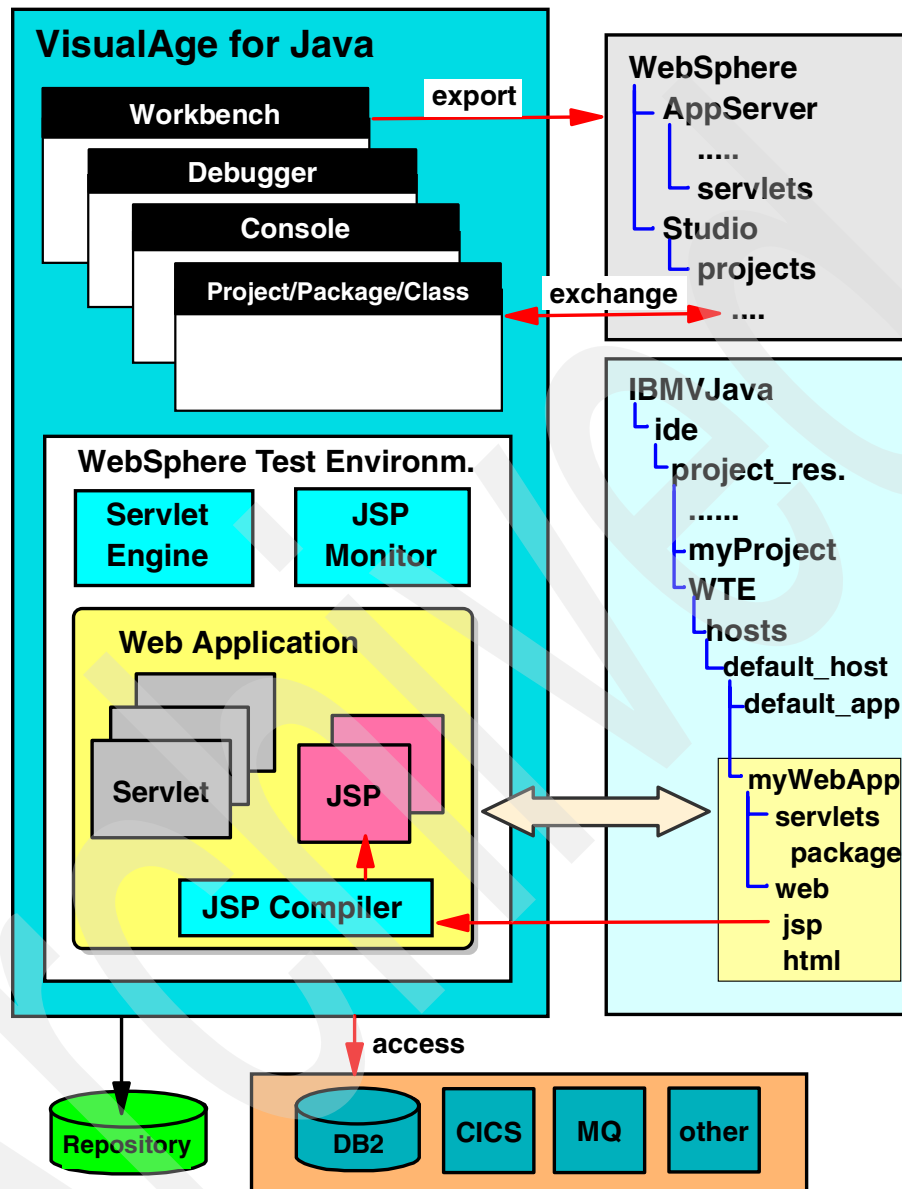 VisualAge for Java
Workbench
Debugger
Console
Project/Package/Class
export
exchange
WebSphere
AppServer
.....
servlets
Studio
projects
....
WebSphere Test Environm.
Servlet
Engine
JSP
Monitor
Web Application
Servlet
JSP
JSP Compiler
IBMVJava
ide
project_res.
......
myProject
WTE
hosts
default_host
default_app
myWebApp
servlets
package
web
jsp
html
access
Repository
DB2
CICS
MQ
other